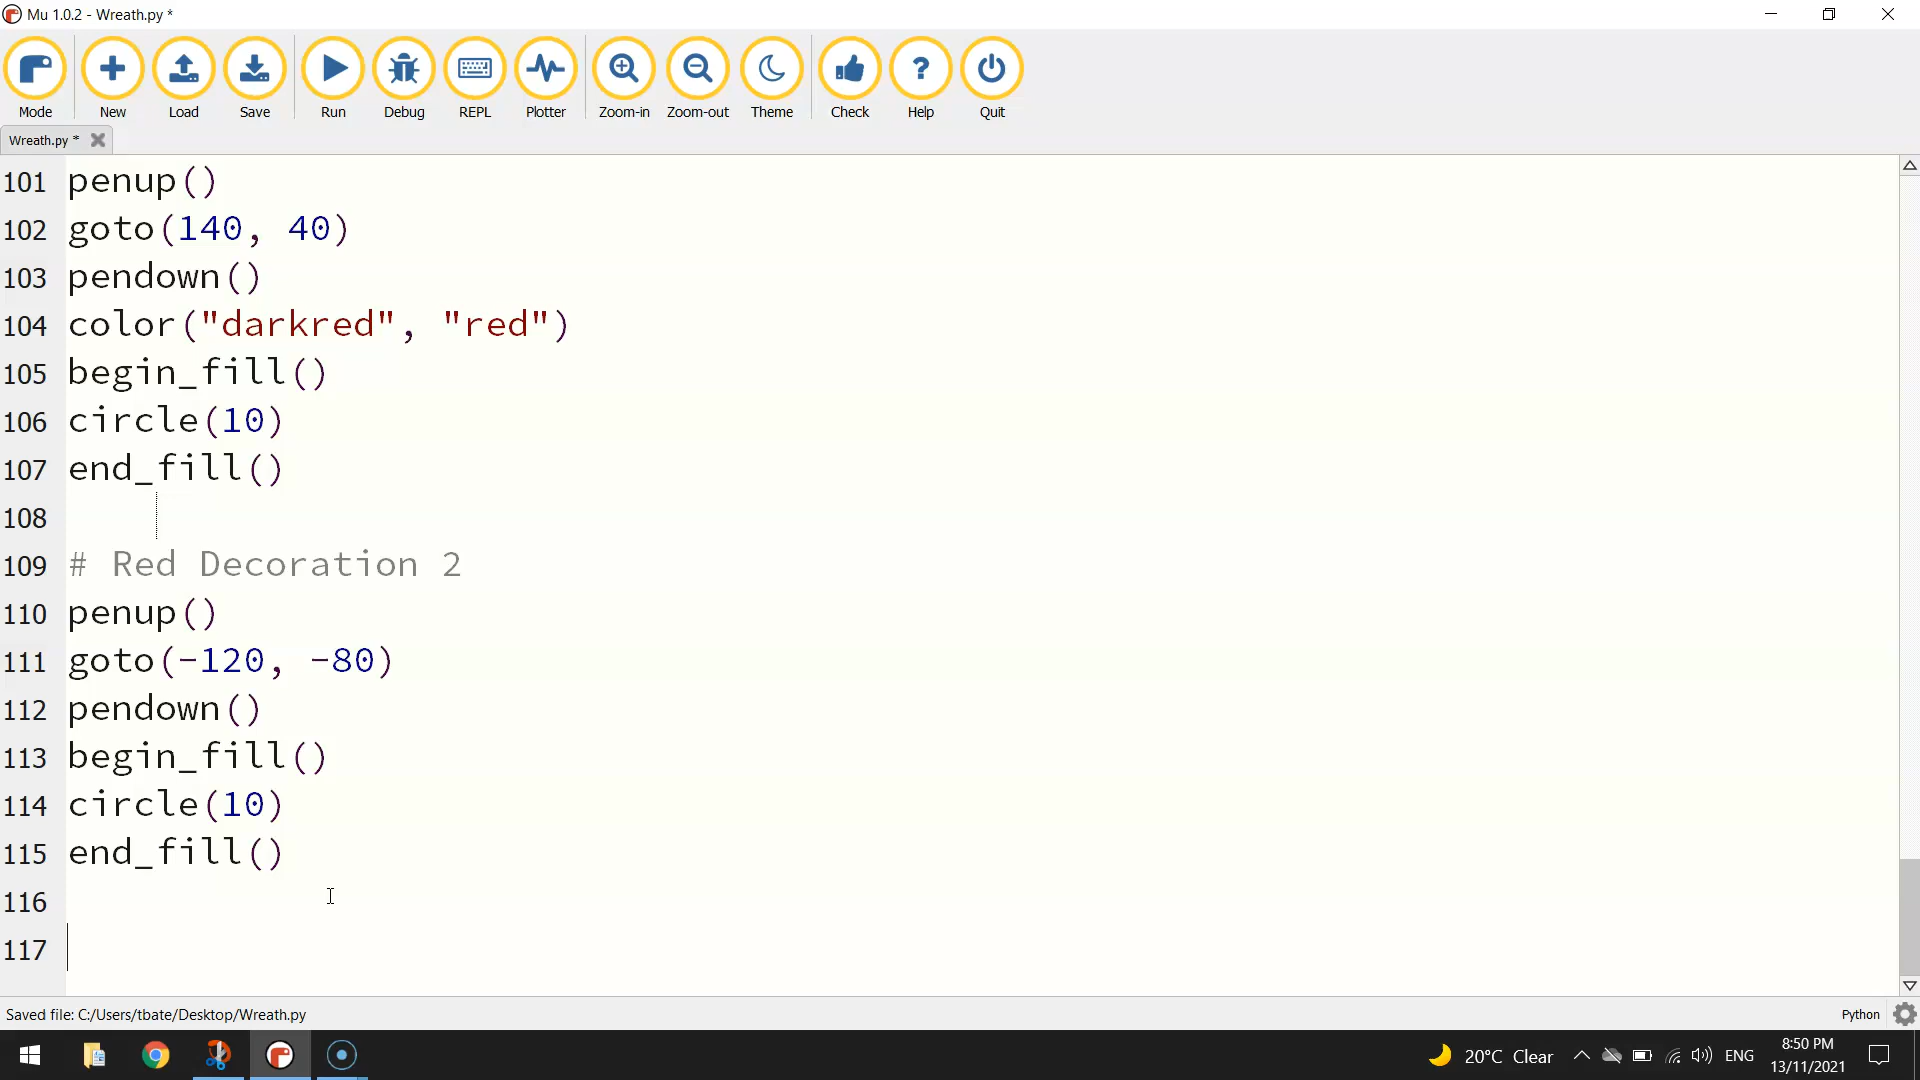 Mu 1.0.2 - Wreath.py *
Mode New Load Save Run Debug REPL Plotter Zoom-in Zoom-out Theme Check Help Quit
Wreath.py *
101 penup()
102 goto(140, 40)
103 pendown()
104 color("darkred", "red")
105 begin_fill()
106 circle(10)
107 end_fill()
108
109 # Red Decoration 2
110 penup()
111 goto(-120, -80)
112 pendown()
113 begin_fill()
114 circle(10)
115 end_fill()
116
117
Saved file: C:/Users/tbate/Desktop/Wreath.py Python
20°C Clear ENG 8:50 PM
13/11/2021